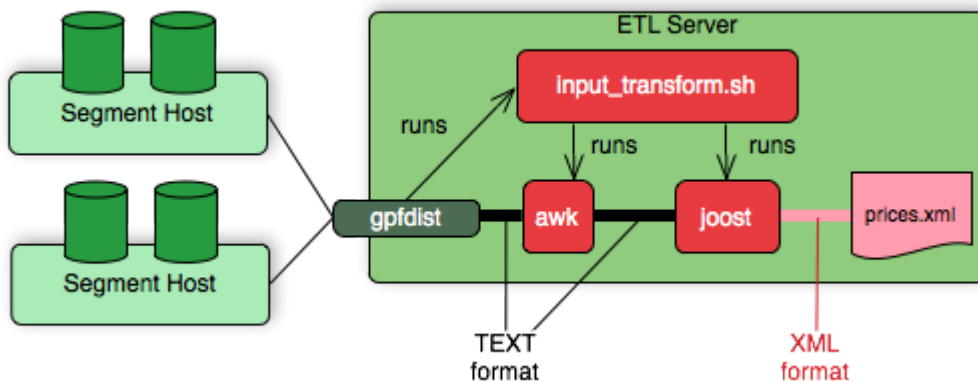 ETL Server
input_transform.sh
Segment Host
runs
runs
runs
Segment Host
gpfdist
awk
joost
prices.xml
TEXT
format
XML
format